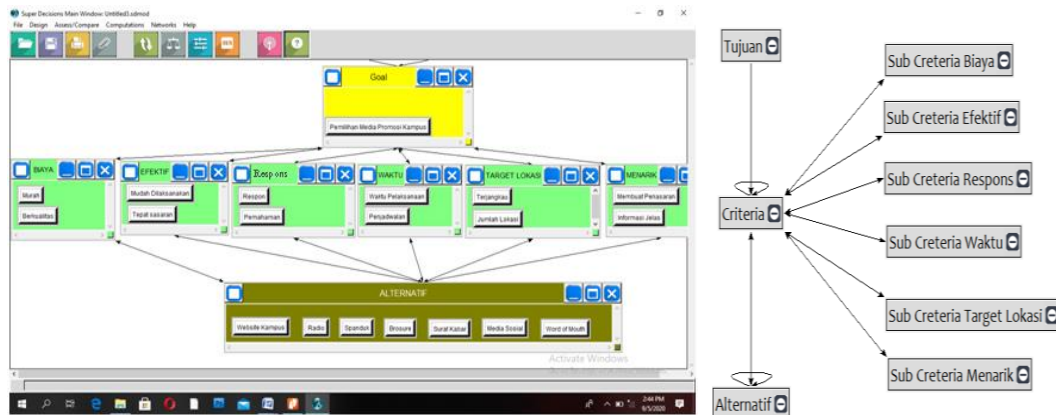 Super Decisions Main Window: Untitled1.sdmod
File Design Assess/Compare Computations Networks Help
Goal
Pemilihan Media Promosi Kampus
BIAYA
Murah
Berkualitas
EFEKTIF
Mudah Dilaksanakan
Tepat sasaran
Respons
Respon
Pemahaman
WAKTU
Waktu Pelaksanaan
Penjadwalan
TARGET LOKASI
Terjangkau
Jumlah Lokasi
MENARIK
Membuat Penasaran
Informasi Jelas
ALTERNATIF
Website Kampus
Radio
Spanduk
Brosure
Surat Kabar
Media Sosial
Word of Mouth
Activate Windows
2:44 PM
9/5/2020
Tujuan
Criteria
Alternatif
Sub Creteria Biaya
Sub Creteria Efektif
Sub Creteria Respons
Sub Creteria Waktu
Sub Creteria Target Lokasi
Sub Creteria Menarik